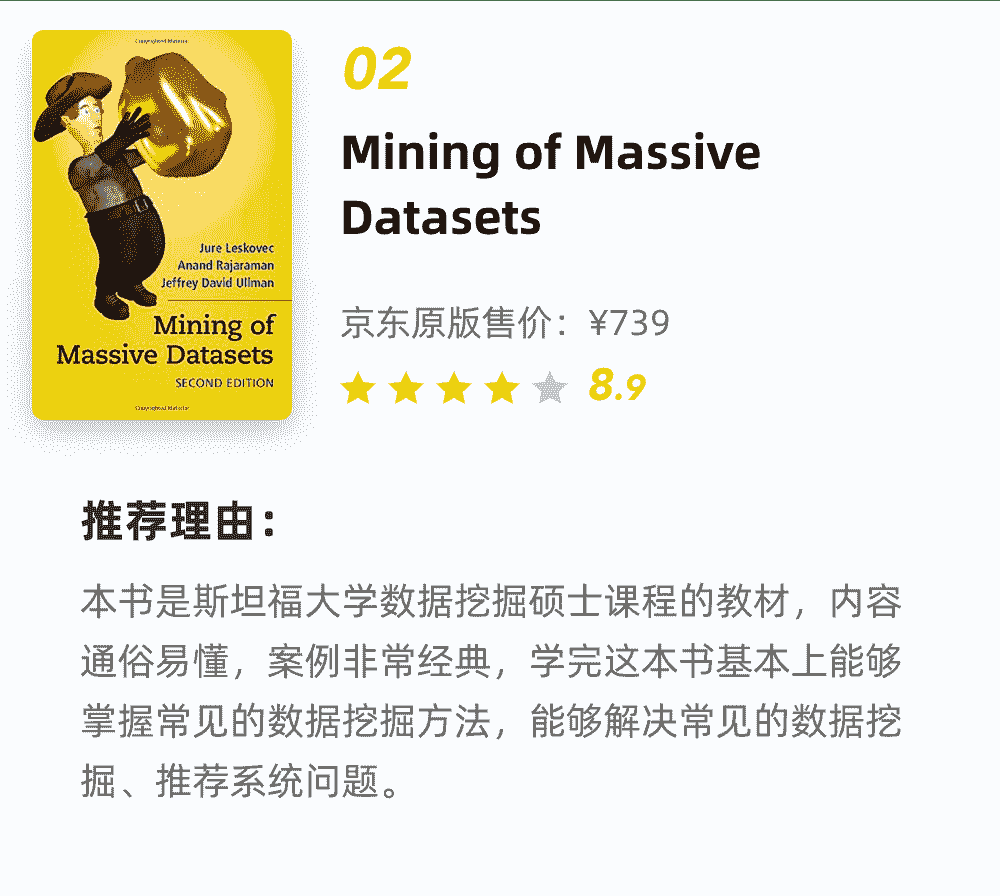 Copyrighted Material
Jure Leskovec
Anand Rajaraman
Jeffrey David Ullman
Mining of
Massive Datasets
SECOND EDITION
Copyrighted Material
02
Mining of Massive
Datasets
京东原版售价：¥739
8.9
推荐理由：
本书是斯坦福大学数据挖掘硕士课程的教材，内容
通俗易懂，案例非常经典，学完这本书基本上能够
掌握常见的数据挖掘方法，能够解决常见的数据挖
掘、推荐系统问题。